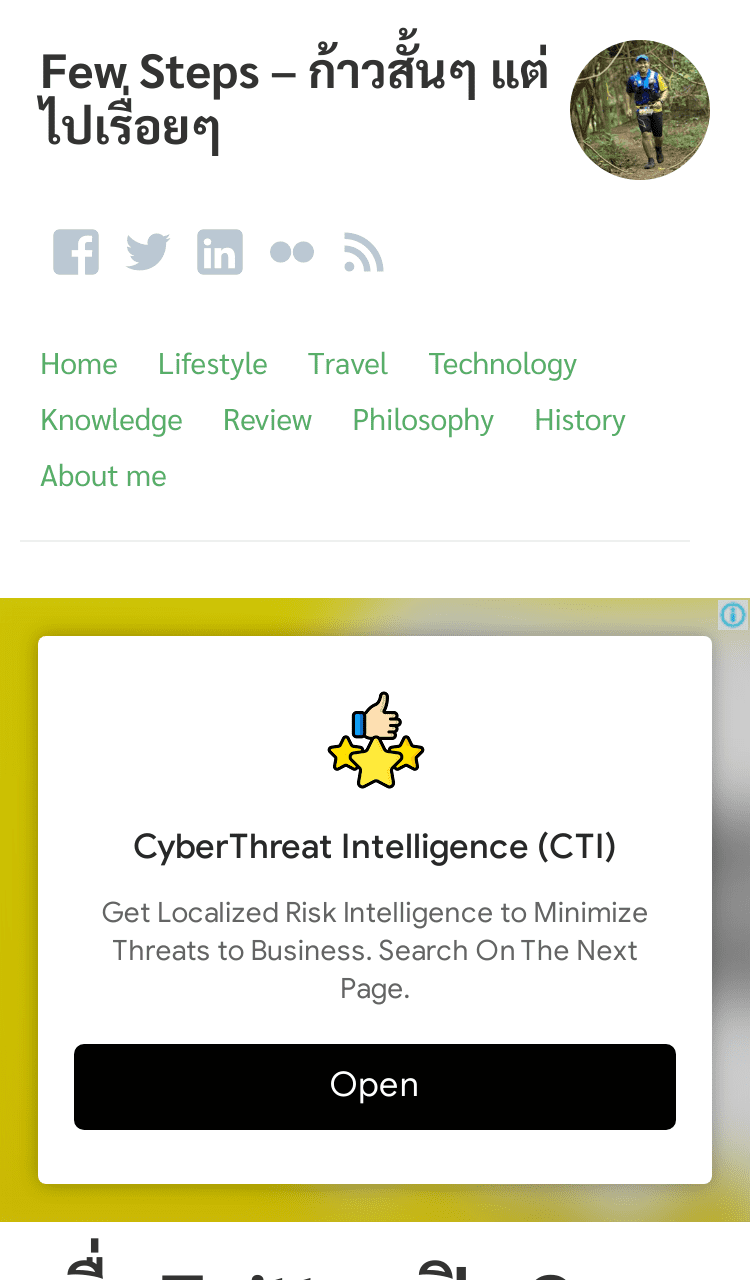 Few Steps – ก้าวสั้นๆ แต่
ไปเรื่อยๆ
Home Lifestyle Travel Technology
Knowledge Review Philosophy History
About me
CyberThreat Intelligence (CTI)
Get Localized Risk Intelligence to Minimize
Threats to Business. Search On The Next
Page.
Open